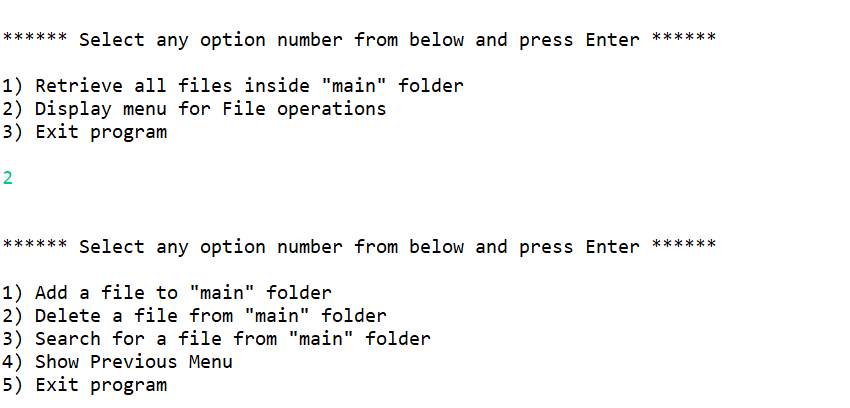 ****** Select any option number from below and press Enter ******
1) Retrieve all files inside "main" folder
2) Display menu for File operations
3) Exit program
2
****** Select any option number from below and press Enter ******
1) Add a file to "main" folder
2) Delete a file from "main" folder
3) Search for a file from "main" folder
4) Show Previous Menu
5) Exit program